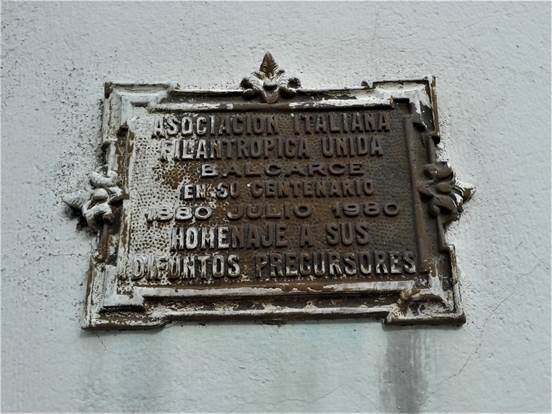 ASOCIACION ITALIANA
FILANTROPICA UNIDA
BALCARCE
EN SU CENTENARIO
1880 JULIO 1980
HOMENAJE A SUS
DIFUNTOS PRECURSORES